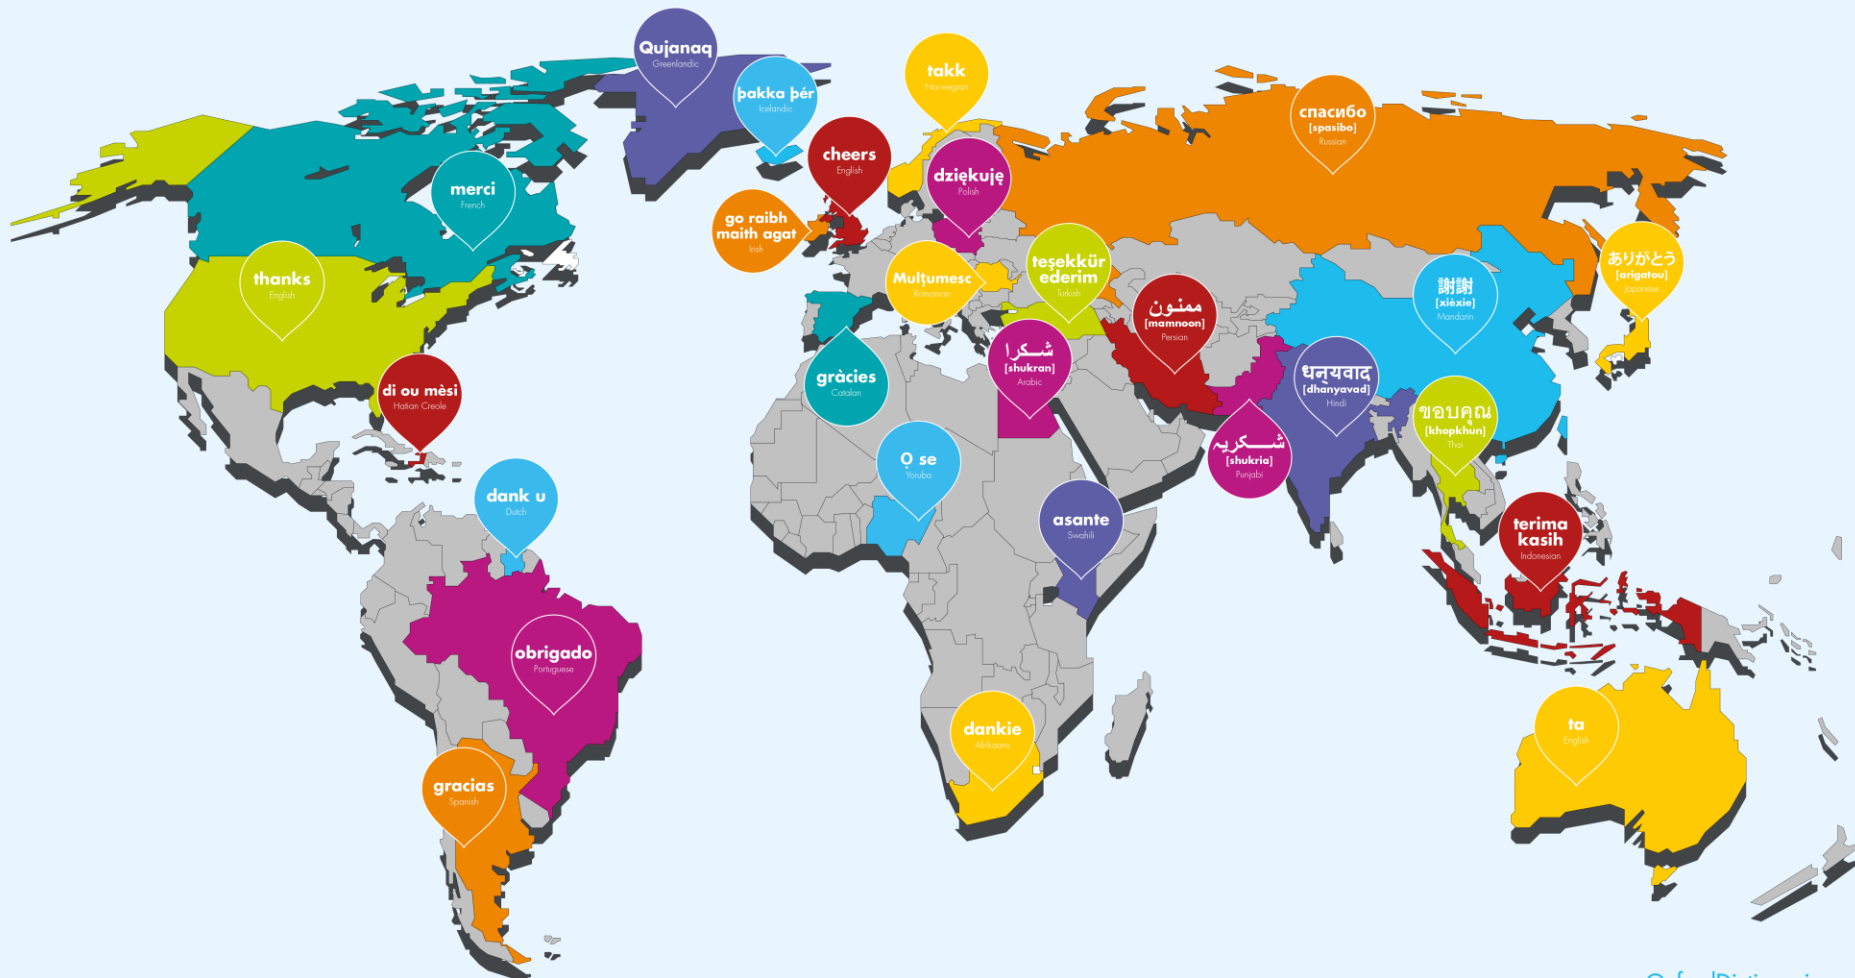 Qujanaq
Greenlandic
þakka þér
Icelandic
takk
Norwegian
спасибо
[spasibo]
Russian
cheers
English
dziękuję
Polish
merci
French
go raibh
maith agat
Irish
thanks
English
Mulțumesc
Romanian
teşekkür
ederim
Turkish
ممنون
[mamnoon]
Persian
謝謝
[xièxie]
Mandarin
ありがとう
[arigatou]
Japanese
di ou mèsi
Hatian Creole
gràcies
Catalan
شكرا
[shukran]
Arabic
धन्यवाद
[dhanyavad]
Hindi
ขอบคุณ
[khopkhun]
Thai
شکریہ
[shukria]
Punjabi
dank u
Dutch
Ọ se
Yoruba
asante
Swahili
terima
kasih
Indonesian
obrigado
Portuguese
dankie
Afrikaans
ta
English
gracias
Spanish